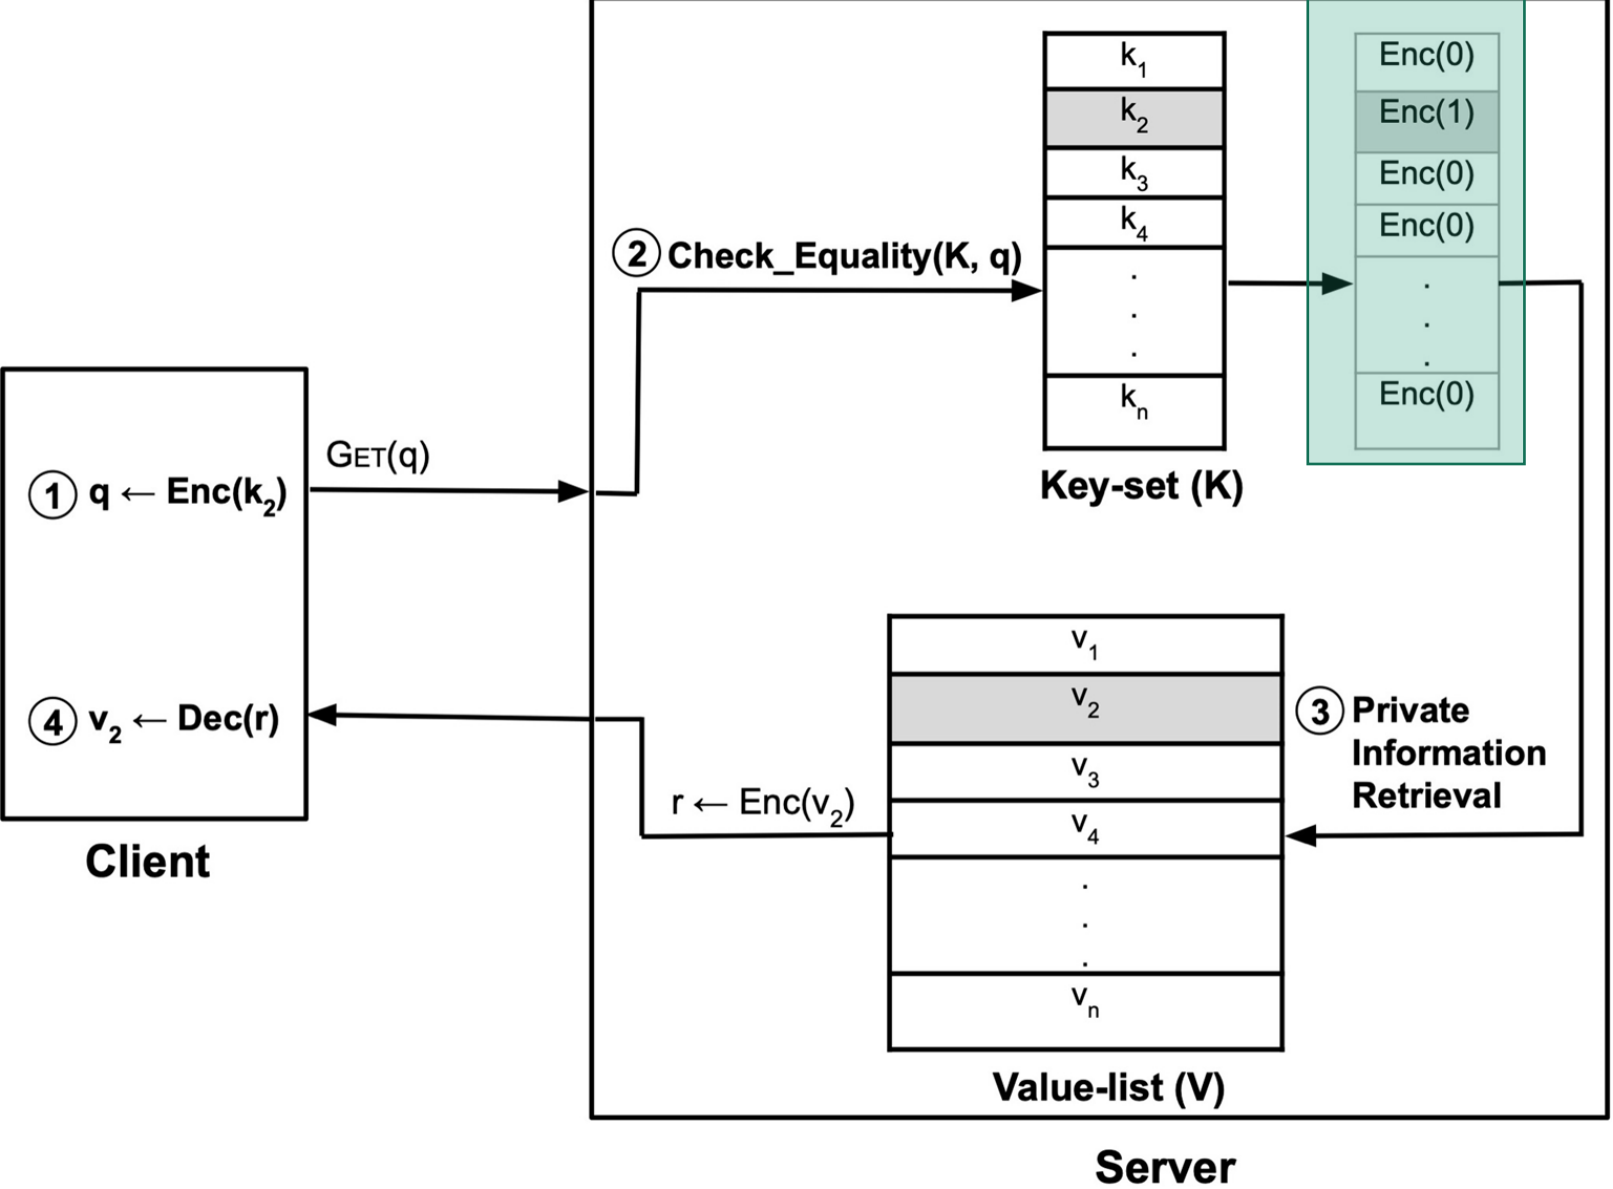 k1
k2
k3
k4
.
.
.
kn
Key-set (K)
Enc(0)
Enc(1)
Enc(0)
Enc(0)
.
.
.
Enc(0)
② Check_Equality(K, q)
GET(q)
① q ← Enc(k2)
④ v2 ← Dec(r)
Client
r ← Enc(v2)
v1
v2
v3
v4
.
.
.
vn
Value-list (V)
③ Private
Information
Retrieval
Server